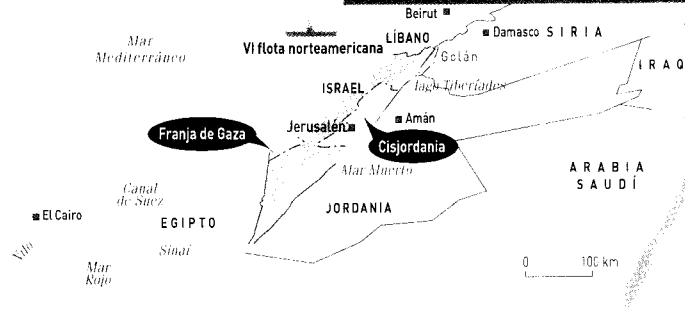 Beirut
Mar
Mediterráneo
VI flota norteamericana
LÍBANO
Damasco
SIRIA
Golán
IRAQ
ISRAEL
lago Tiberíades
Franja de Gaza
Jerusalén
Amán
Cisjordania
Mar Muerto
ARABIA
SAUDÍ
Canal
de Suez
JORDANIA
El Cairo
EGIPTO
Nilo
Sinaí
Mar
Rojo
0 100 km